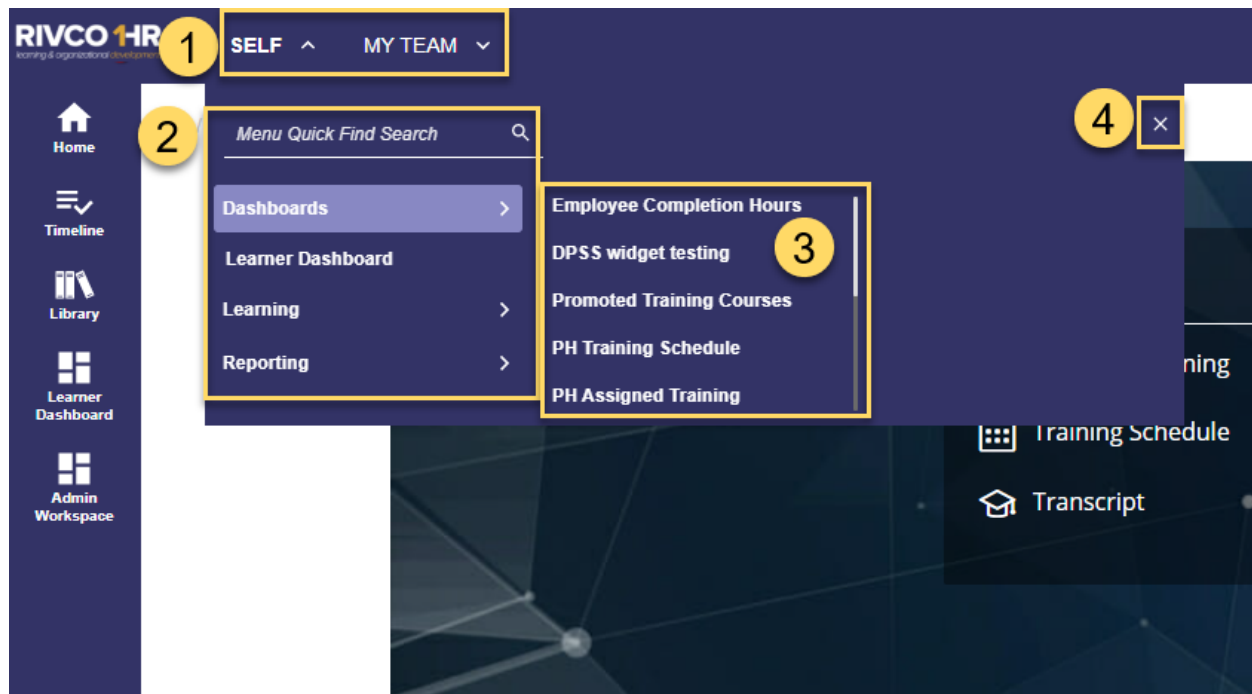 RIVCO 1HR
learning & organizational development
1
SELF
MY TEAM
2
Menu Quick Find Search
4
Home
Timeline
Library
Learner
Dashboard
Admin
Workspace
Dashboards
Learner Dashboard
Learning
Reporting
3
Employee Completion Hours
DPSS widget testing
Promoted Training Courses
PH Training Schedule
PH Assigned Training
ning
Training Schedule
Transcript